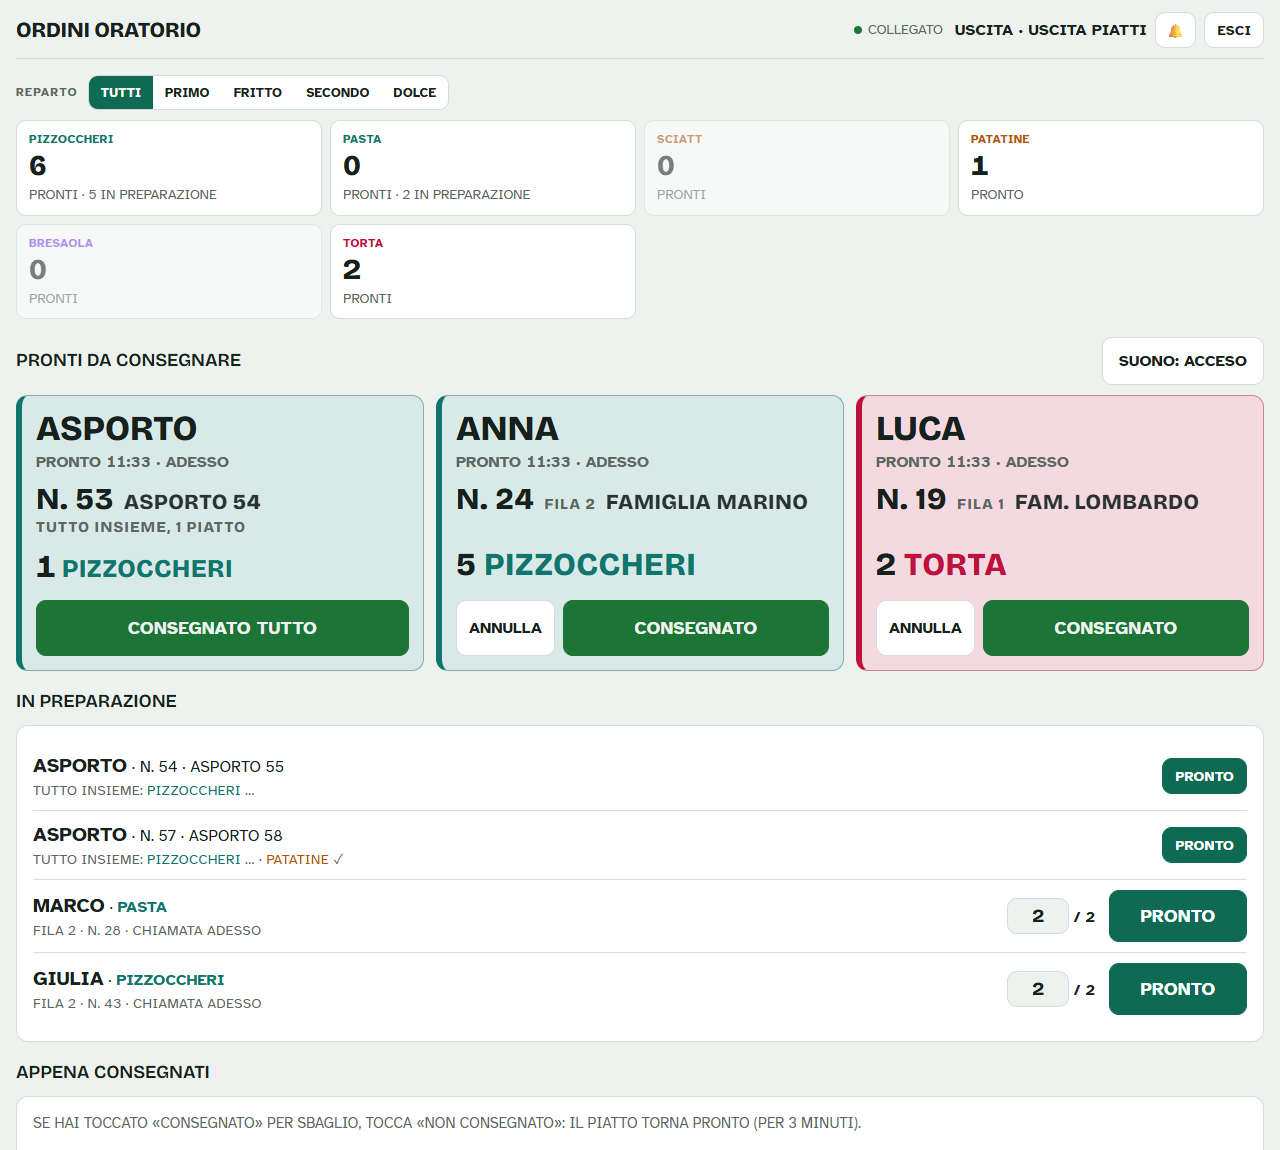 ORDINI ORATORIO
COLLEGATO USCITA · USCITA PIATTI ESCI
REPARTO TUTTI PRIMO FRITTO SECONDO DOLCE
PIZZOCCHERI
6
PRONTI · 5 IN PREPARAZIONE
PASTA
0
PRONTI · 2 IN PREPARAZIONE
SCIATT
0
PRONTI
PATATINE
1
PRONTO
BRESAOLA
0
PRONTI
TORTA
2
PRONTI
PRONTI DA CONSEGNARE
SUONO: ACCESO
ASPORTO
PRONTO 11:33 · ADESSO
N. 53 ASPORTO 54
TUTTO INSIEME, 1 PIATTO
1 PIZZOCCHERI
CONSEGNATO TUTTO
ANNA
PRONTO 11:33 · ADESSO
N. 24 FILA 2 FAMIGLIA MARINO
5 PIZZOCCHERI
ANNULLA CONSEGNATO
LUCA
PRONTO 11:33 · ADESSO
N. 19 FILA 1 FAM. LOMBARDO
2 TORTA
ANNULLA CONSEGNATO
IN PREPARAZIONE
ASPORTO · N. 54 · ASPORTO 55
TUTTO INSIEME: PIZZOCCHERI ...
PRONTO
ASPORTO · N. 57 · ASPORTO 58
TUTTO INSIEME: PIZZOCCHERI ... · PATATINE ✓
PRONTO
MARCO · PASTA
FILA 2 · N. 28 · CHIAMATA ADESSO
2 / 2 PRONTO
GIULIA · PIZZOCCHERI
FILA 2 · N. 43 · CHIAMATA ADESSO
2 / 2 PRONTO
APPENA CONSEGNATI
SE HAI TOCCATO «CONSEGNATO» PER SBAGLIO, TOCCA «NON CONSEGNATO»: IL PIATTO TORNA PRONTO (PER 3 MINUTI).